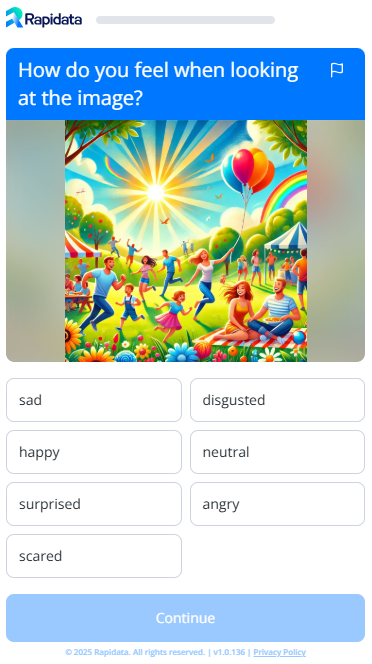 Rapidata
How do you feel when looking
at the image?
sad
disgusted
happy
neutral
surprised
angry
scared
Continue
© 2025 Rapidata. All rights reserved. | v1.0.136 | Privacy Policy